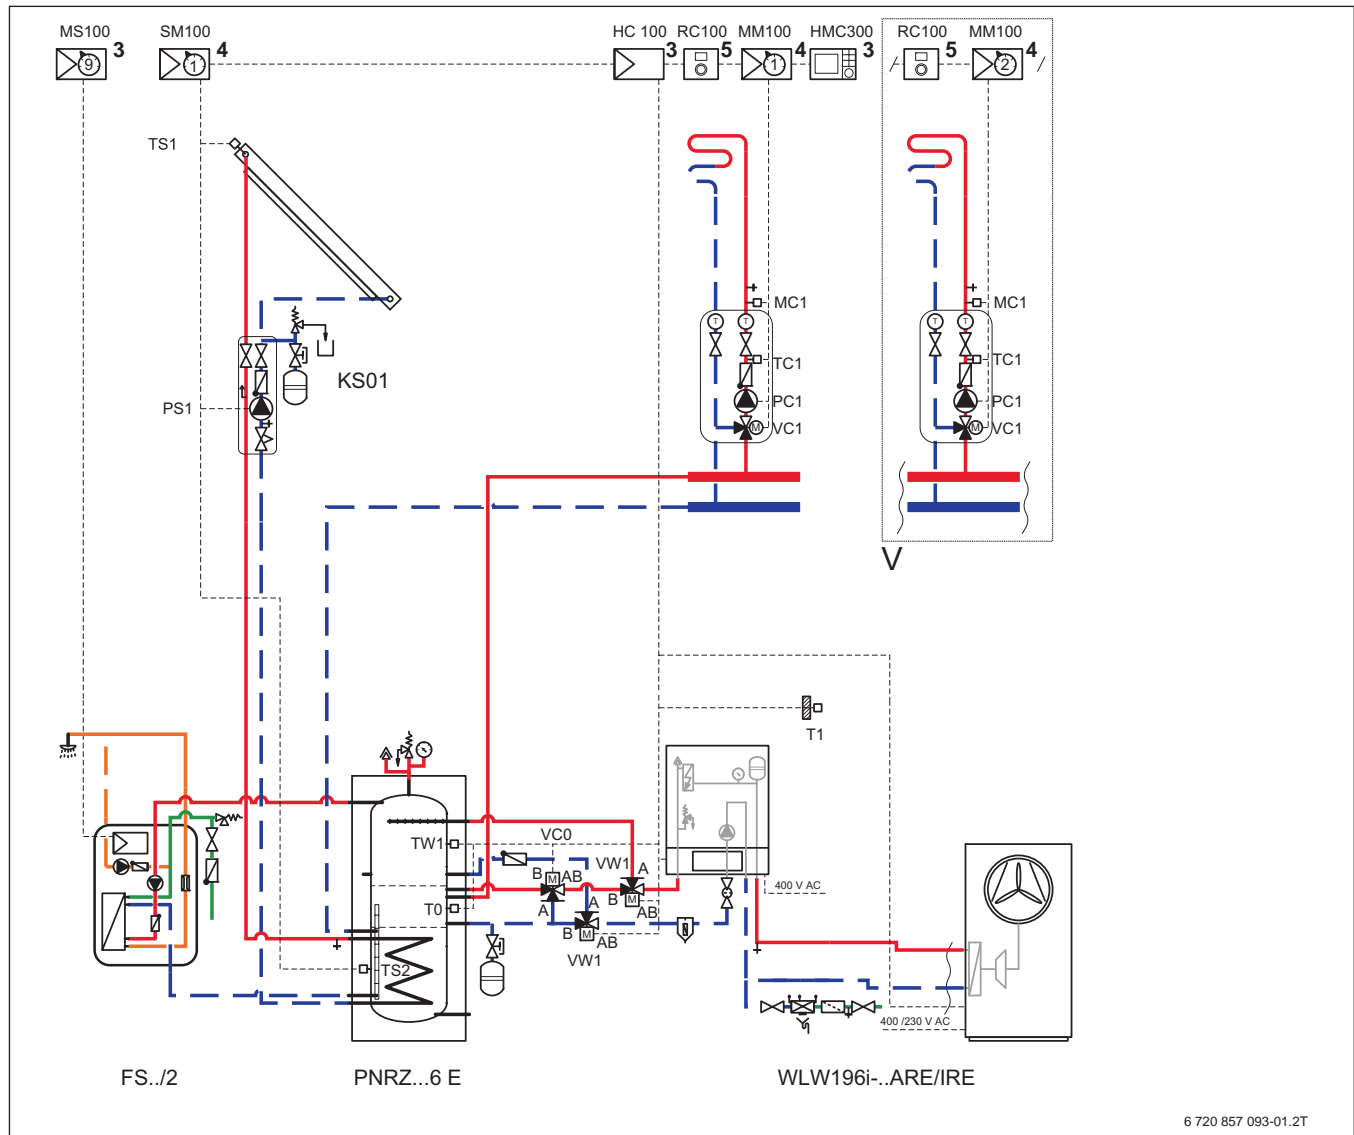 MS100
SM100
HC 100
RC100
MM100
HMC300
RC100
MM100
3
4
3
5
4
3
5
4
9
1
1
2
TS1
MC1
MC1
T
T
T
T
KS01
TC1
TC1
PS1
PC1
PC1
M
VC1
M
VC1
V
T1
TW1
VC0
VW1
A
B
M
AB
B
M
AB
400 V AC
T0
A
A
B
M
AB
VW1
TS2
400 /230 V AC
FS../2
PNRZ...6 E
WLW196i-..ARE/IRE
6 720 857 093-01.2T